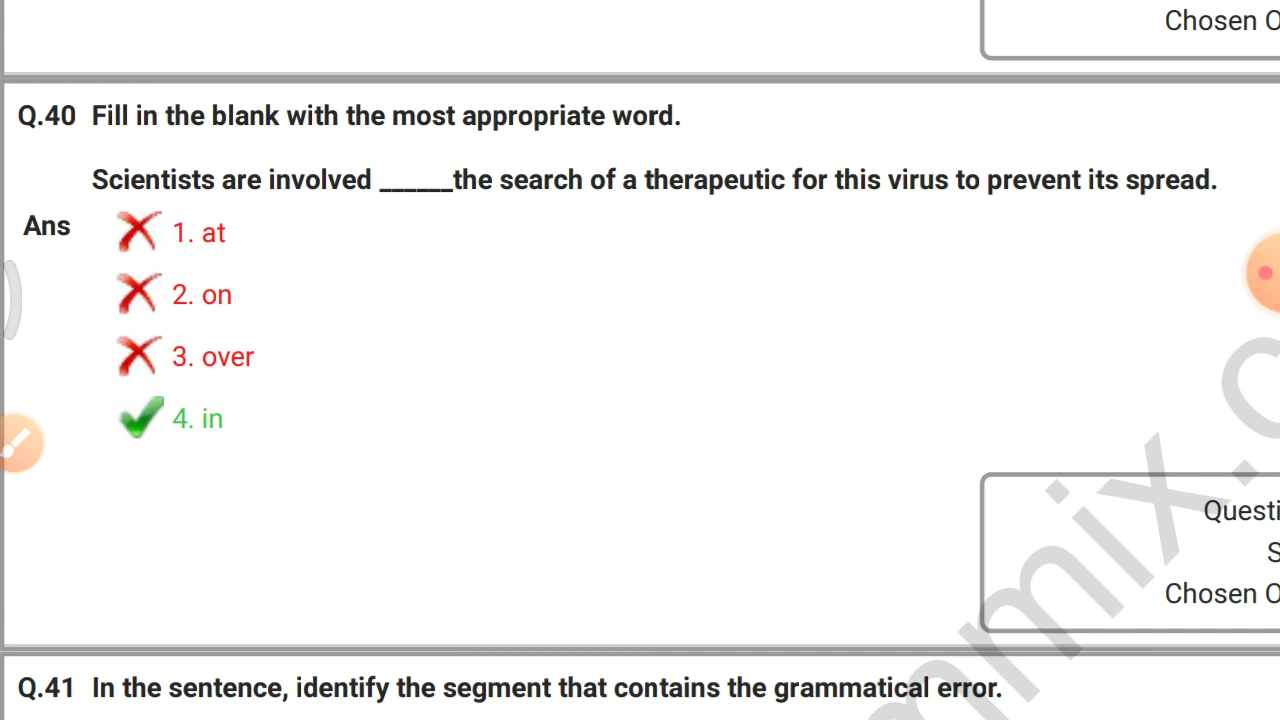 Chosen O
Q.40 Fill in the blank with the most appropriate word.
Scientists are involved ______the search of a therapeutic for this virus to prevent its spread.
Ans
1. at
2. on
3. over
4. in
Questi
S
Chosen O
mmix.c
Q.41 In the sentence, identify the segment that contains the grammatical error.